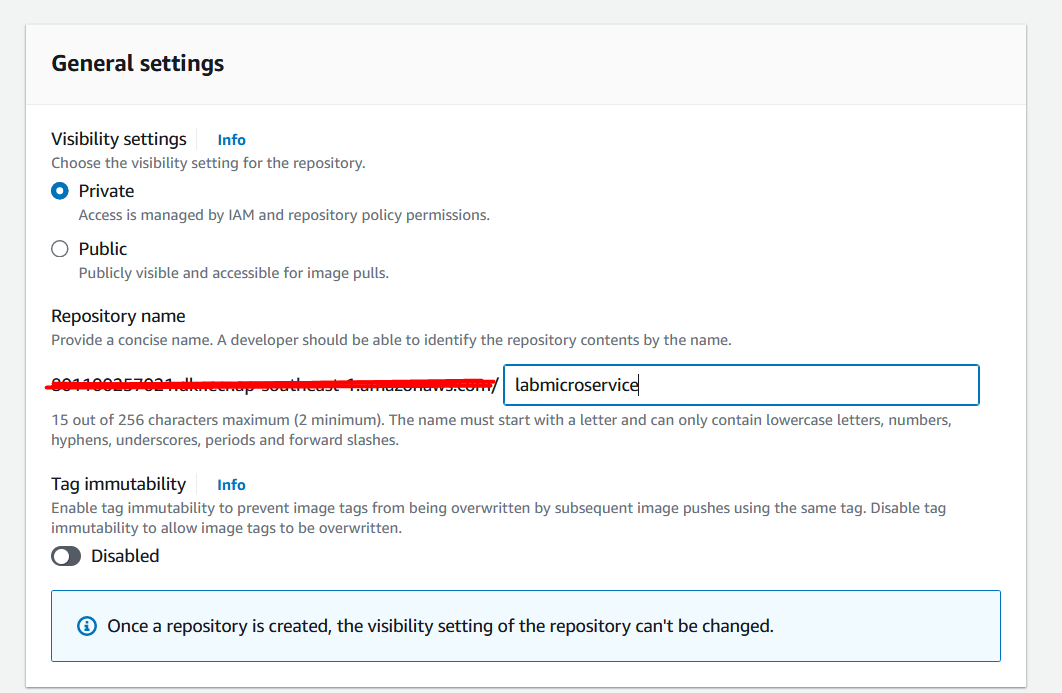 General settings
Visibility settings Info
Choose the visibility setting for the repository.
Private
Access is managed by IAM and repository policy permissions.
Public
Publicly visible and accessible for image pulls.
Repository name
Provide a concise name. A developer should be able to identify the repository contents by the name.
/ labmicroservice
15 out of 256 characters maximum (2 minimum). The name must start with a letter and can only contain lowercase letters, numbers,
hyphens, underscores, periods and forward slashes.
Tag immutability Info
Enable tag immutability to prevent image tags from being overwritten by subsequent image pushes using the same tag. Disable tag
immutability to allow image tags to be overwritten.
Disabled
Once a repository is created, the visibility setting of the repository can't be changed.